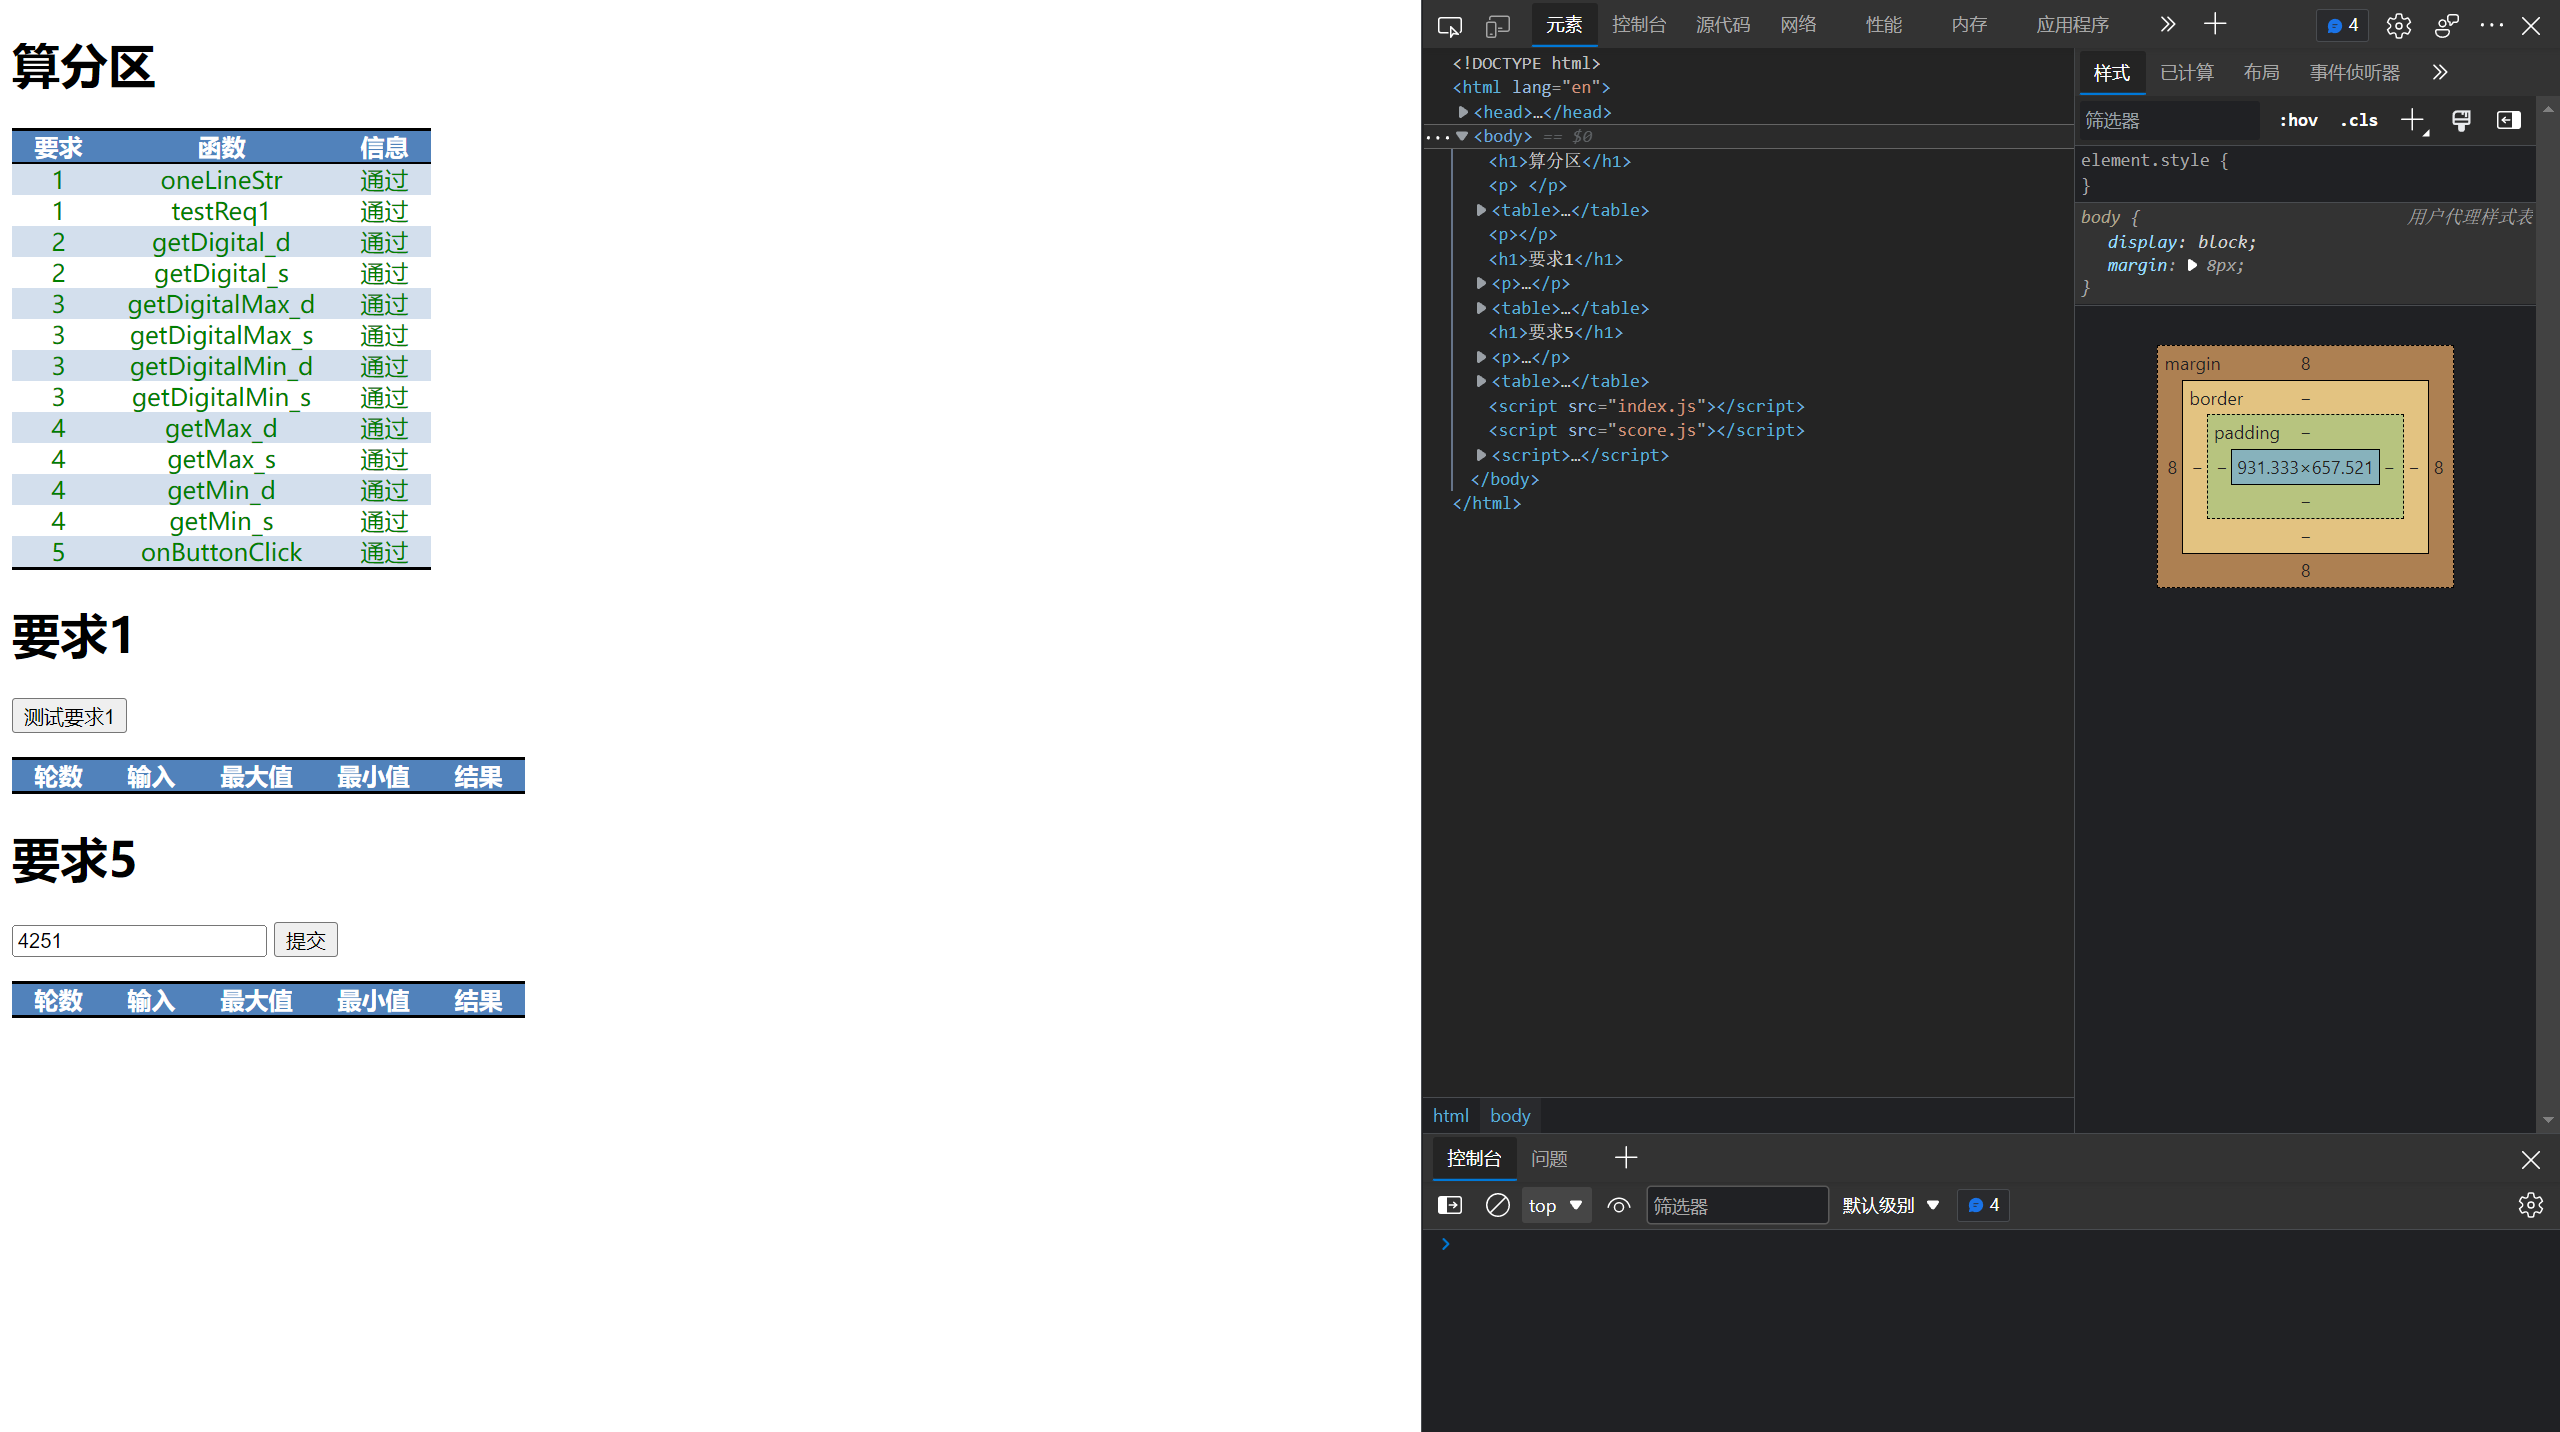 算分区
要求 函数 信息
1 oneLineStr 通过
1 testReq1 通过
2 getDigital_d 通过
2 getDigital_s 通过
3 getDigitalMax_d 通过
3 getDigitalMax_s 通过
3 getDigitalMin_d 通过
3 getDigitalMin_s 通过
4 getMax_d 通过
4 getMax_s 通过
4 getMin_d 通过
4 getMin_s 通过
5 onButtonClick 通过
要求1
测试要求1
轮数 输入 最大值 最小值 结果
要求5
4251 提交
轮数 输入 最大值 最小值 结果
元素 控制台 源代码 网络 性能 内存 应用程序 4
<!DOCTYPE html>
<html lang="en">
<head>…</head>
<body> == $0
<h1>算分区</h1>
<p> </p>
<table>…</table>
<p></p>
<h1>要求1</h1>
<p>…</p>
<table>…</table>
<h1>要求5</h1>
<p>…</p>
<table>…</table>
<script src="index.js"></script>
<script src="score.js"></script>
<script>…</script>
</body>
</html>
html body
样式 已计算 布局 事件侦听器
筛选器 :hov .cls
element.style {
}
body { 用户代理样式表
display: block;
margin: 8px;
}
margin 8
border –
padding –
8 – – 931.333×657.521 – – 8
–
–
8
控制台 问题
top 筛选器 默认级别 4